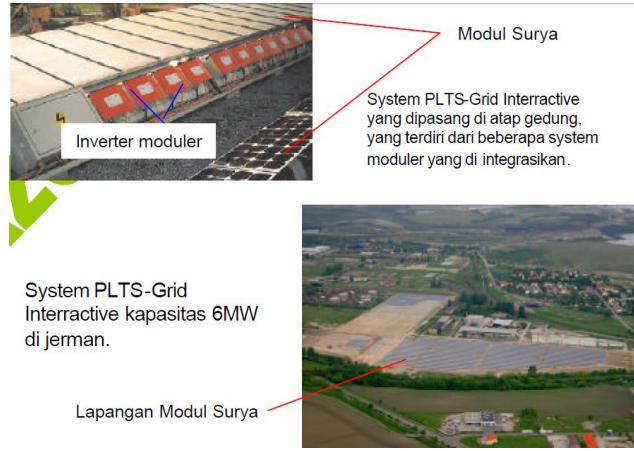 Modul Surya
System PLTS-Grid Interractive
yang dipasang di atap gedung,
yang terdiri dari beberapa system
moduler yang di integrasikan.
Inverter moduler
System PLTS-Grid
Interractive kapasitas 6MW
di jerman.
Lapangan Modul Surya